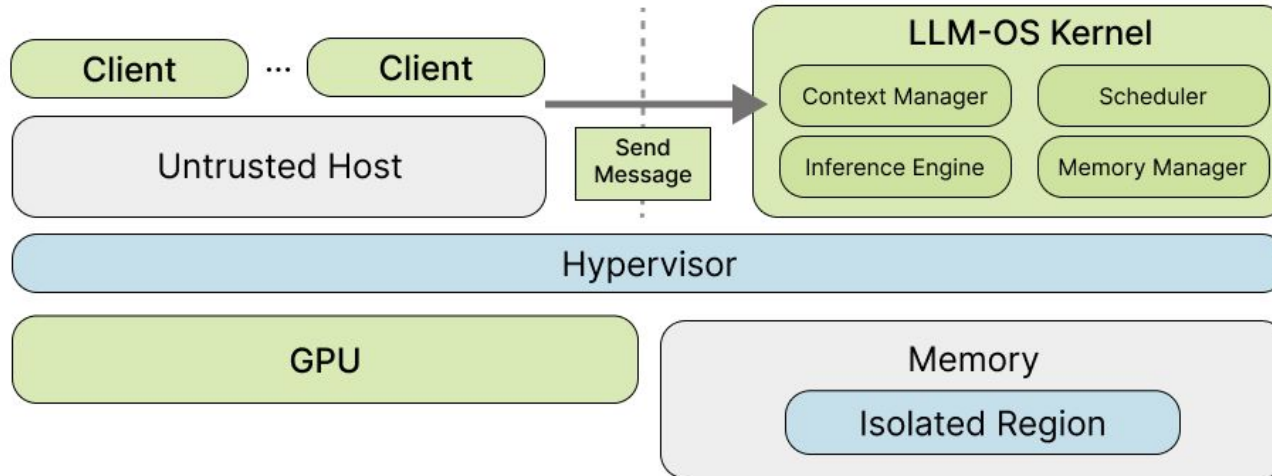 Client
...
Client
Untrusted Host
Send
Message
LLM-OS Kernel
Context Manager
Scheduler
Inference Engine
Memory Manager
Hypervisor
GPU
Memory
Isolated Region